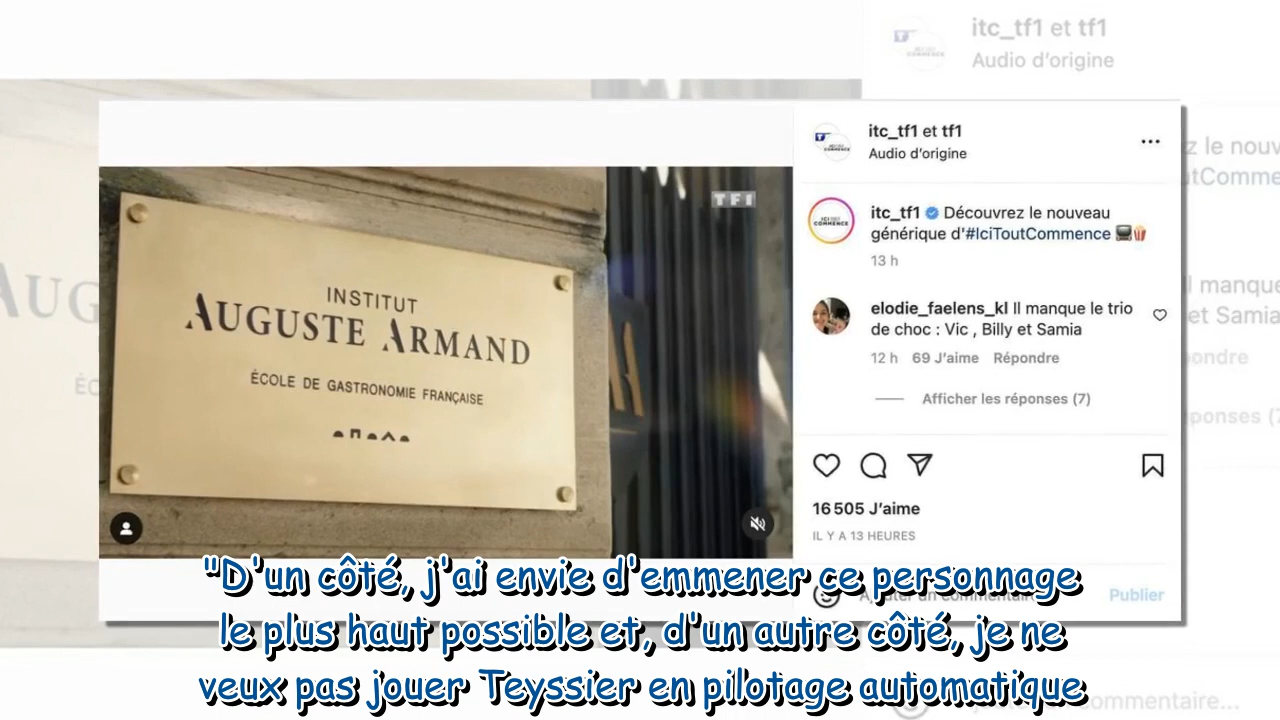 itc_tf1 et tf1
Audio d'origine
itc_tf1 et tf1
Audio d'origine
TF1
INSTITUT
AUGUSTE ARMAND
ÉCOLE DE GASTRONOMIE FRANÇAISE
itc_tf1 Découvrez le nouveau
générique d'#IciToutCommence
13 h
elodie_faelens_kl Il manque le trio
de choc : Vic , Billy et Samia
12 h 69 J'aime Répondre
Afficher les réponses (7)
16 505 J'aime
IL Y A 13 HEURES
Ajouter un commentaire
Publier
"D'un côté, j'ai envie d'emmener ce personnage
le plus haut possible et, d'un autre côté, je ne
veux pas jouer Teyssier en pilotage automatique